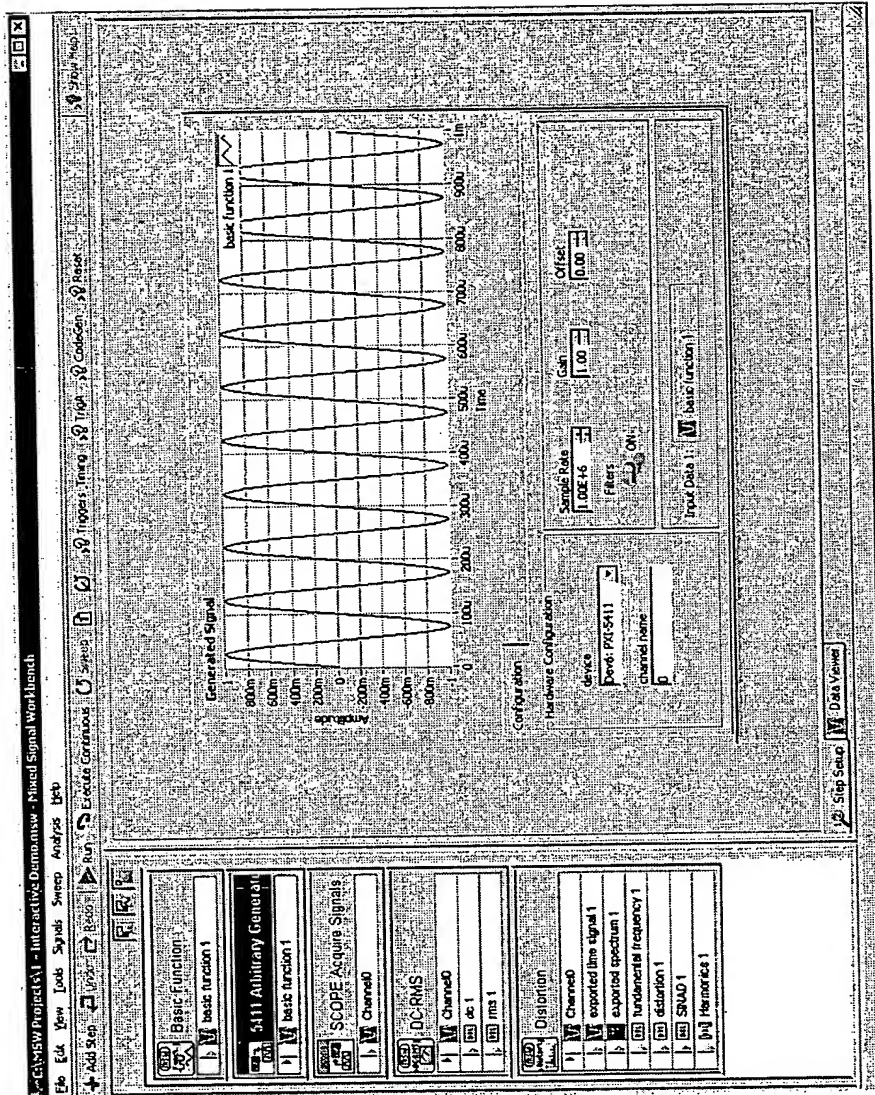 C:\MSW Projects\1 - Interactive Demo.msw - Mixed Signal Workbench
File Edit View Tools Signals Sweep Analysis Help
Add Step Undo Run Execute Continuous Sweep Triggers: Timing TrigA CodeGen Reset Show Help
Basic Function
basic function 1
5411 Arbitrary Generator
basic function 1
SCOPE Acquire Signals
Channel0
DC-RMS
Channel0
dc 1
rms 1
Distortion
Channel0
exported time signal 1
exported spectrum 1
fundamental frequency 1
distortion 1
SINAD 1
Harmonics 1
Generated Signal
basic function 1
1
800m
600m
400m
200m
0
-200m
-400m
-600m
-800m
-1
Amplitude
0 100u 200u 300u 400u 500u 600u 700u 800u 900u 1m
Time
Configuration
Hardware Configuration
device
Dev6: PXI-5411
channel name
0
Sample Rate
1.00E+6
Gain
1.00
Offset
0.00
Filters
ON
Input Data 1: basic function 1
Step Setup Data Viewer